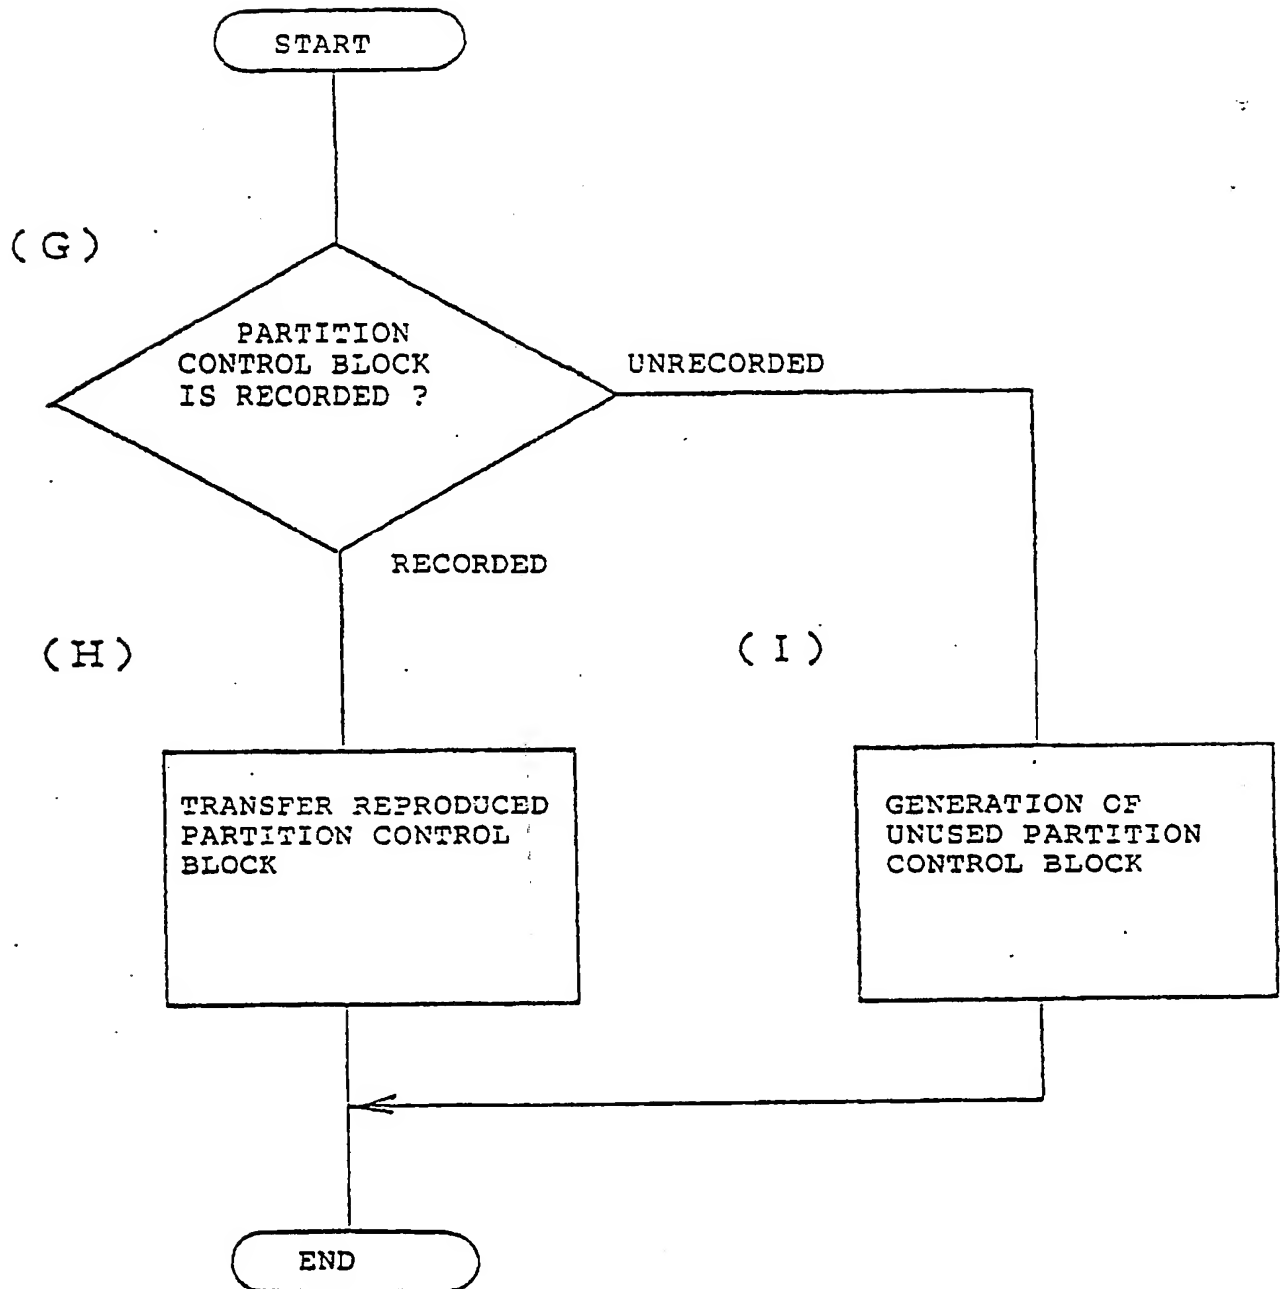 START
(G)
PARTITION
CONTROL BLOCK
IS RECORDED ?
UNRECORDED
RECORDED
(H)
(I)
TRANSFER REPRODUCED
PARTITION CONTROL
BLOCK
GENERATION OF
UNUSED PARTITION
CONTROL BLOCK
END